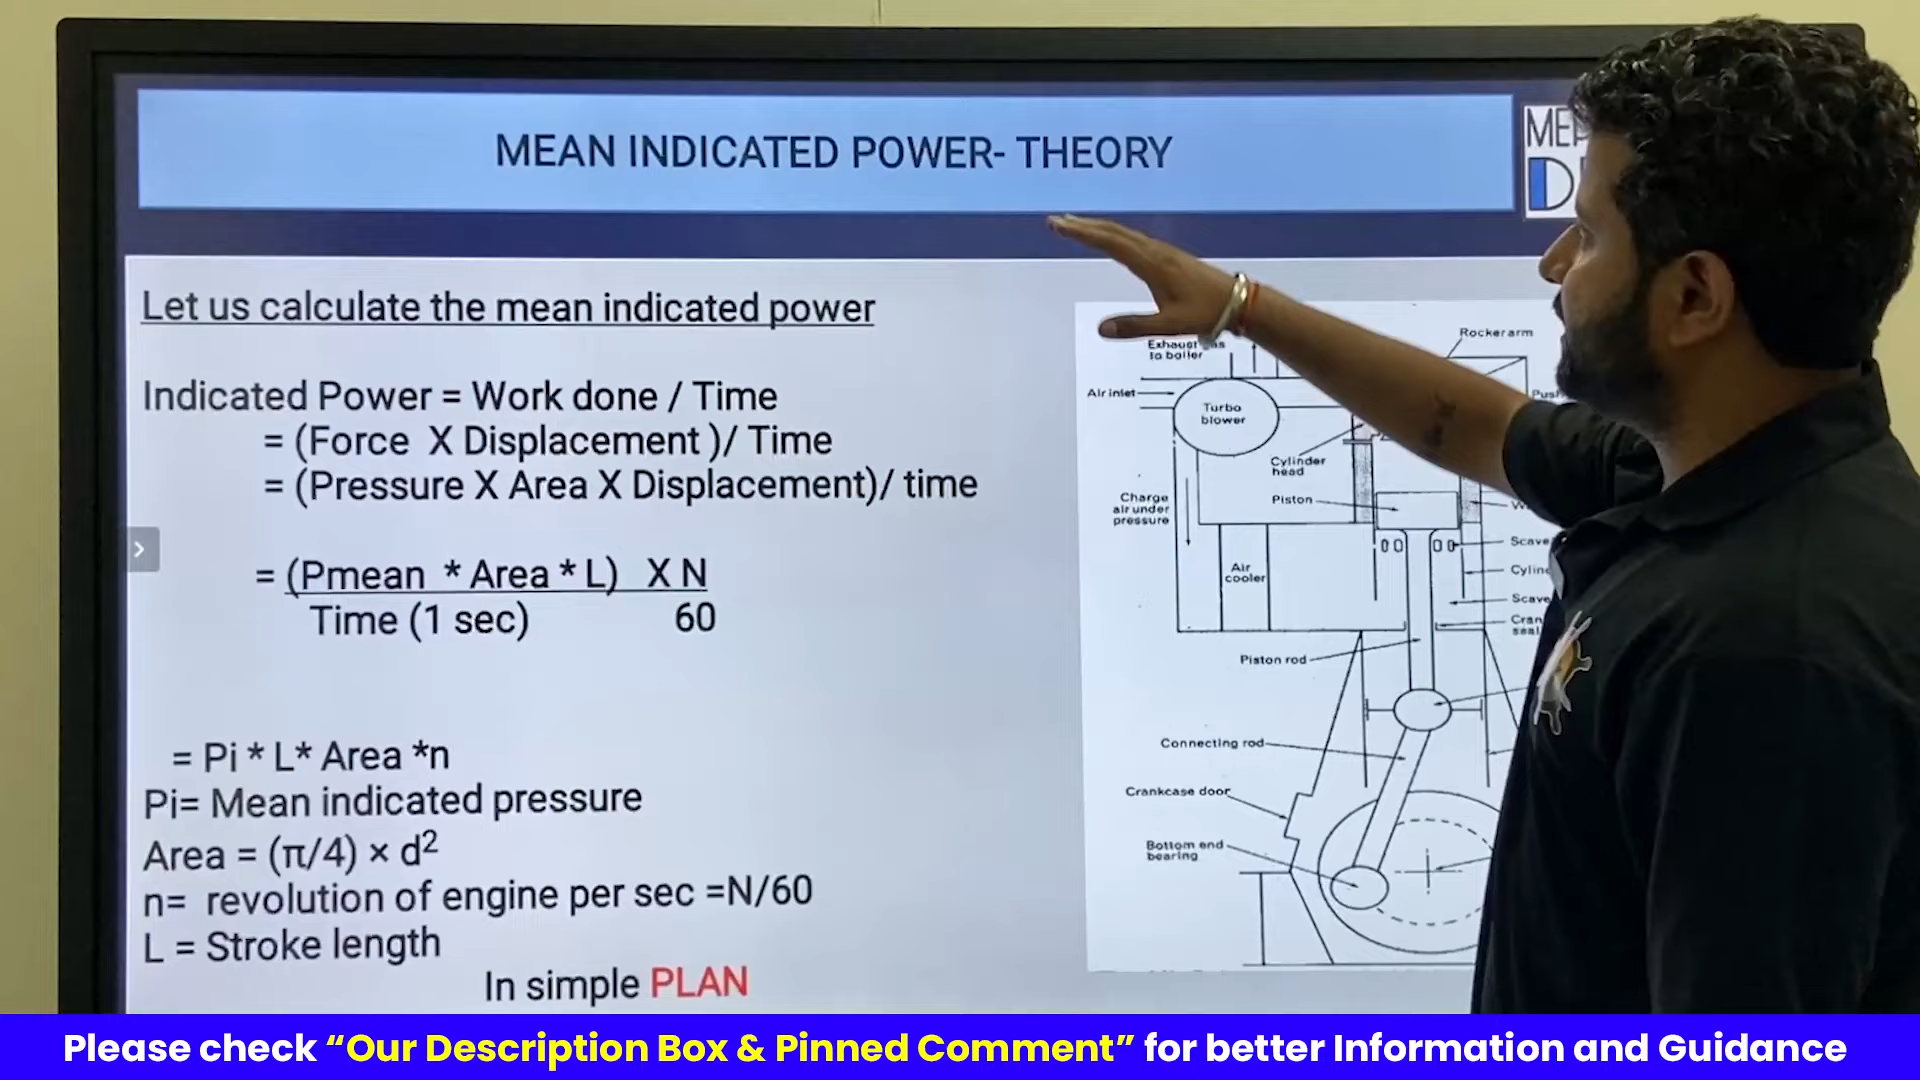 MEAN INDICATED POWER- THEORY
Let us calculate the mean indicated power
Indicated Power = Work done / Time
= (Force X Displacement )/ Time
= (Pressure X Area X Displacement)/ time
= (Pmean * Area * L) X N
Time (1 sec) 60
= Pi * L* Area *n
Pi= Mean indicated pressure
Area = (π/4) × d²
n= revolution of engine per sec =N/60
L = Stroke length
In simple PLAN
Rocker arm
Exhaust gas
to boiler
Air inlet
Turbo
blower
Cylinder
head
Piston
Charge
air under
pressure
Air
cooler
Piston rod
Connecting rod
Crankcase door
Bottom end
bearing
Please check “Our Description Box & Pinned Comment” for better Information and Guidance